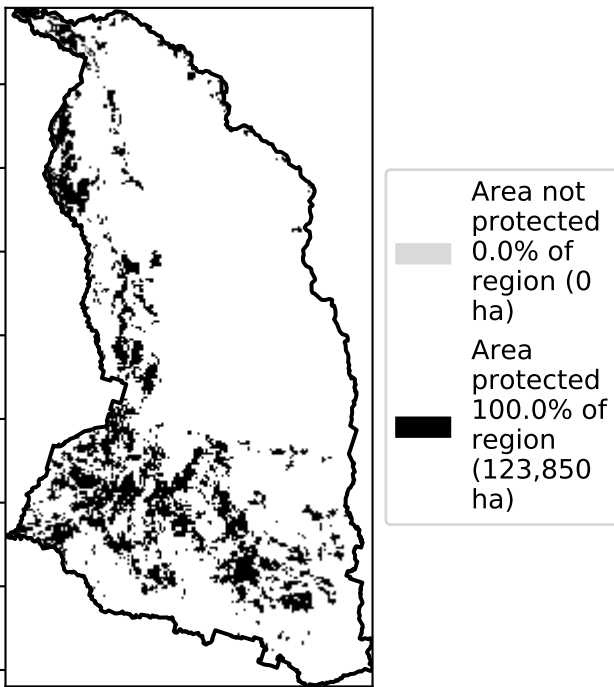 Area not
protected
0.0% of
region (0
ha)
Area
protected
100.0% of
region
(123,850
ha)